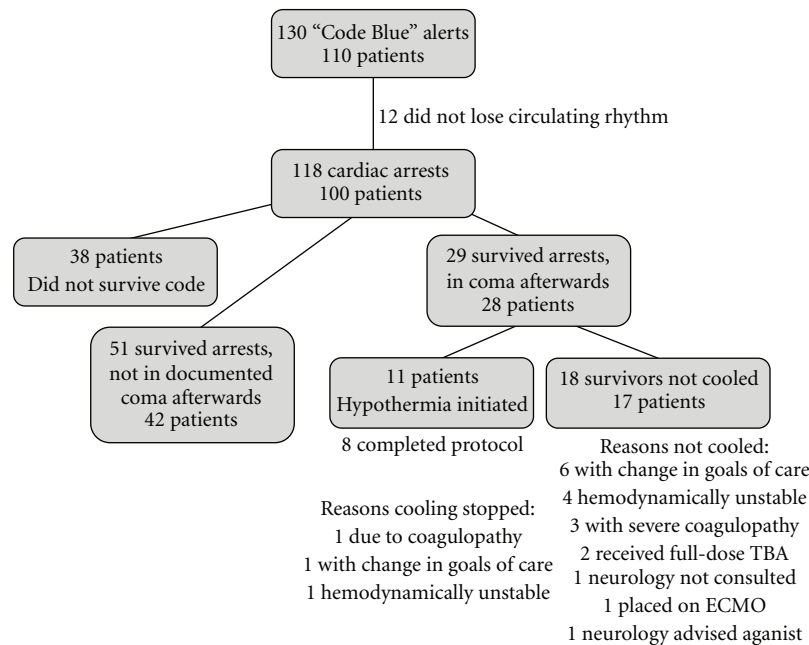 130 “Code Blue” alerts
110 patients
12 did not lose circulating rhythm
118 cardiac arrests
100 patients
38 patients
Did not survive code
29 survived arrests,
in coma afterwards
28 patients
51 survived arrests,
not in documented
coma afterwards
42 patients
11 patients
Hypothermia initiated
8 completed protocol
18 survivors not cooled
17 patients
Reasons cooling stopped:
1 due to coagulopathy
1 with change in goals of care
1 hemodynamically unstable
Reasons not cooled:
6 with change in goals of care
4 hemodynamically unstable
3 with severe coagulopathy
2 received full-dose TBA
1 neurology not consulted
1 placed on ECMO
1 neurology advised aganist